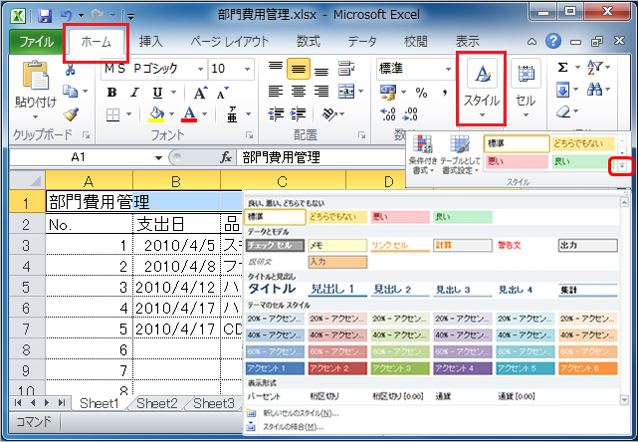 部門費用管理.xlsx - Microsoft Excel
ファイル ホーム 挿入 ページ レイアウト 数式 データ 校閲 表示
貼り付け
ＭＳ Ｐゴシック 10
B I U A A
標準
スタイル セル
クリップボード フォント 配置
条件付き書式 テーブルとして書式設定
標準 どちらでもない
悪い 良い
スタイル
A1 fx 部門費用管理
A B C D
1 部門費用管理
2 No. 支出日 品
3 1 2010/4/5
4 2 2010/4/8
5 3 2010/4/12
6 4 2010/4/17
7 5 2010/4/17 CD
8 6
9 7
10 8
良い、悪い、どちらでもない
標準 どちらでもない 悪い 良い
データとモデル
チェック セル メモ リンク セル 計算 警告文 出力
説明文 入力
タイトルと見出し
タイトル 見出し 1 見出し 2 見出し 3 見出し 4 集計
テーマのセル スタイル
20% - アクセン... 20% - アクセン... 20% - アクセン... 20% - アクセン... 20% - アクセン... 20% - アクセン...
40% - アクセン... 40% - アクセン... 40% - アクセン... 40% - アクセン... 40% - アクセン... 40% - アクセン...
60% - アクセン... 60% - アクセン... 60% - アクセン... 60% - アクセン... 60% - アクセン... 60% - アクセン...
アクセント 1 アクセント 2 アクセント 3 アクセント 4 アクセント 5 アクセント 6
表示形式
パーセント 桁区切り 桁区切り [0.00] 通貨 通貨 [0.00]
新しいセルのスタイル(N)...
スタイルの結合(M)...
Sheet1 Sheet2 Sheet3
コマンド